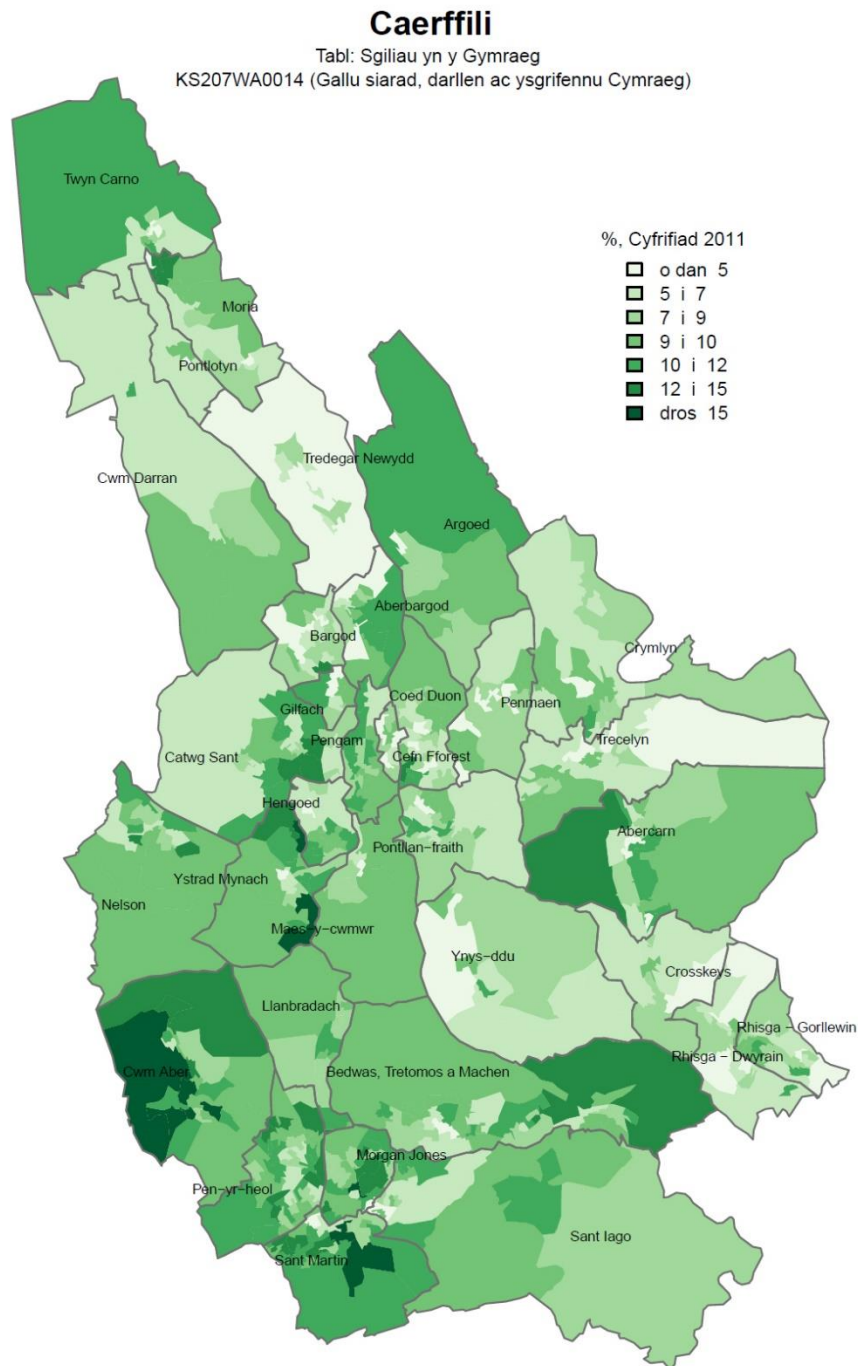 Caerffili
Tabl: Sgiliau yn y Gymraeg
KS207WA0014 (Gallu siarad, darllen ac ysgrifennu Cymraeg)
Twyn Carno
%, Cyfrifiad 2011
o dan 5
5 i 7
7 i 9
9 i 10
10 i 12
12 i 15
dros 15
Moria
Pontlotyn
Tredegar Newydd
Cwm Darran
Argoed
Aberbargod
Bargod
Crymlyn
Coed Duon
Penmaen
Gilfach
Trecelyn
Pengam
Catwg Sant
Cefn Fforest
Hengoed
Abercarn
Pontllan-fraith
Ystrad Mynach
Nelson
Maes-y-cwmwr
Ynys-ddu
Crosskeys
Llanbradach
Rhisga - Gorllewin
Rhisga - Dwyrain
Cwm Aber
Bedwas, Tretomos a Machen
Morgan Jones
Pen-yr-heol
Sant Iago
Sant Martin